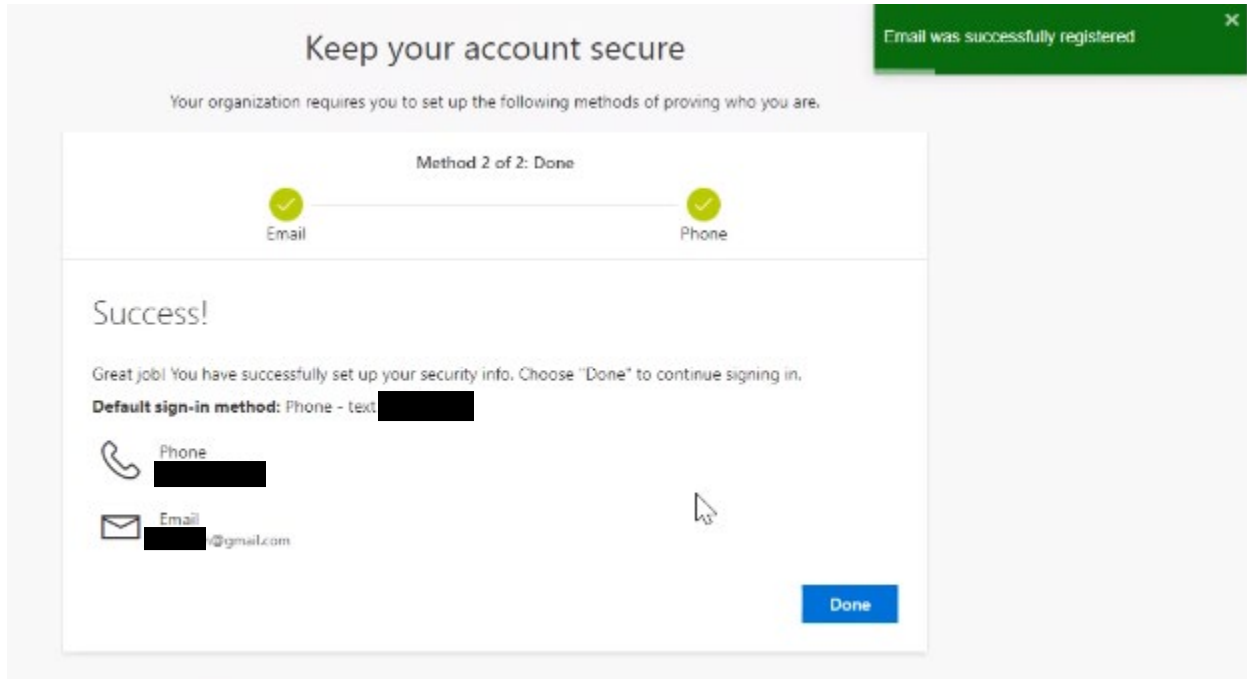 Email was successfully registered
Keep your account secure
Your organization requires you to set up the following methods of proving who you are.
Method 2 of 2: Done
Email
Phone
Success!
Great job! You have successfully set up your security info. Choose "Done" to continue signing in.
Default sign-in method: Phone - text
Phone
Email
@gmail.com
Done